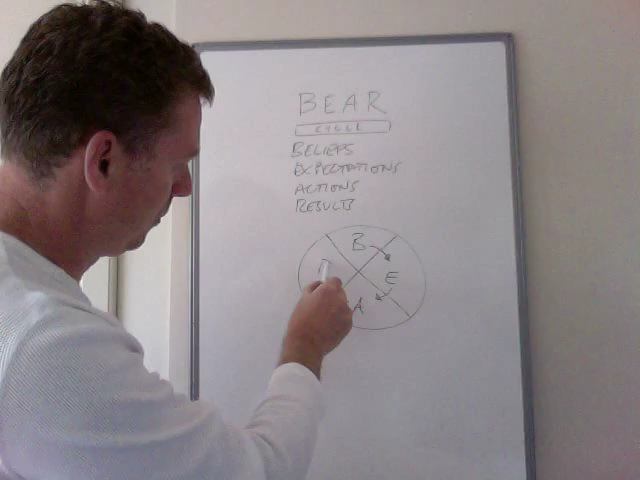 BEAR
CYCLE
BELIEFS
EXPECTATIONS
ACTIONS
RESULTS
B
E
A